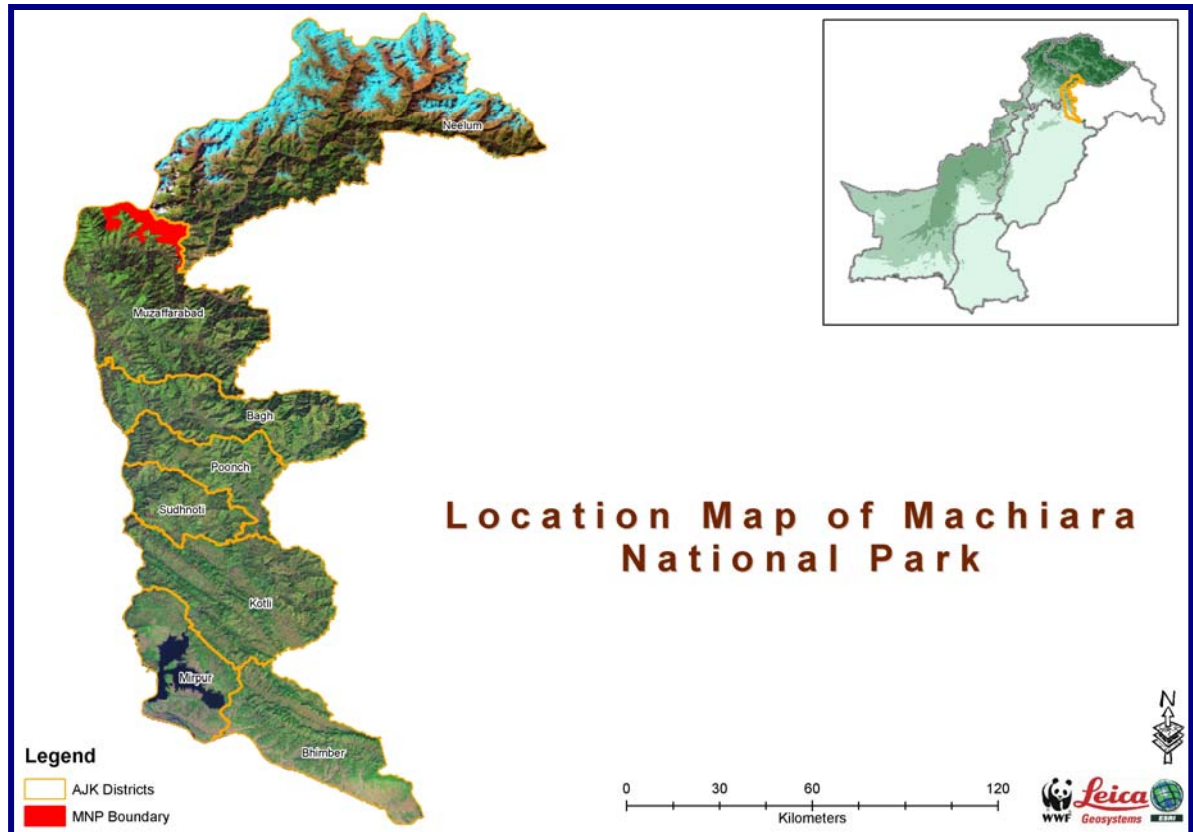 Neelum
Muzaffarabad
Bagh
Poonch
Sudhnoti
Kotli
Mirpur
Bhimber
Location Map of Machiara
National Park
Legend
AJK Districts
MNP Boundary
0 30 60 120
Kilometers
N
WWF
Leica
Geosystems
ESRI